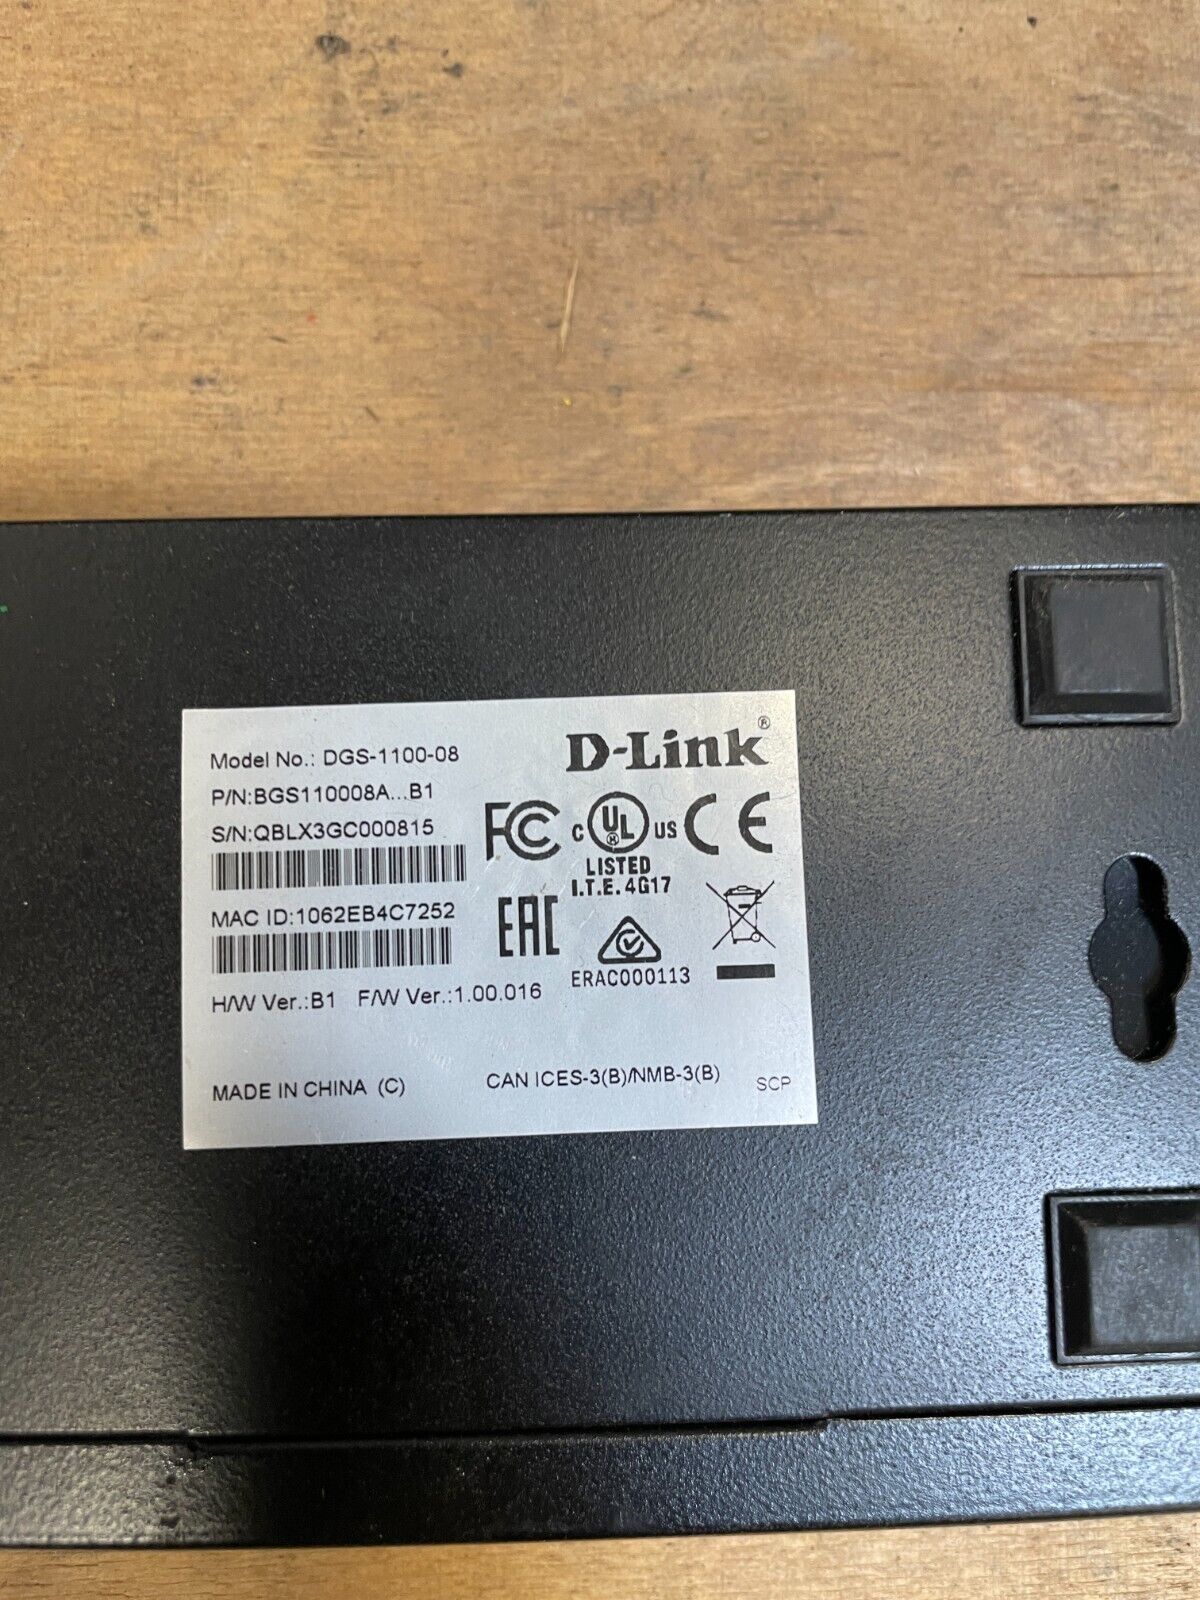 Model No.: DGS-1100-08
D-Link®
P/N:BGS110008A...B1
S/N:QBLX3GC000815
FC C UL US CE
LISTED
I.T.E. 4G17
MAC ID:1062EB4C7252
EAC
ERAC000113
H/W Ver.:B1 F/W Ver.:1.00.016
MADE IN CHINA (C)
CAN ICES-3(B)/NMB-3(B)
SCP